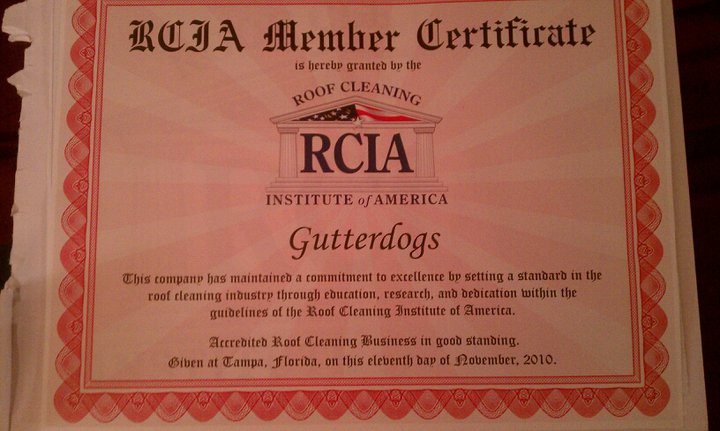 RCIA Member Certificate
is hereby granted by the
ROOF CLEANING
RCIA
INSTITUTE of AMERICA
Gutterdogs
This company has maintained a commitment to excellence by setting a standard in the
roof cleaning industry through education, research, and dedication within the
guidelines of the Roof Cleaning Institute of America.
Accredited Roof Cleaning Business in good standing.
Given at Tampa, Florida, on this eleventh day of November, 2010.